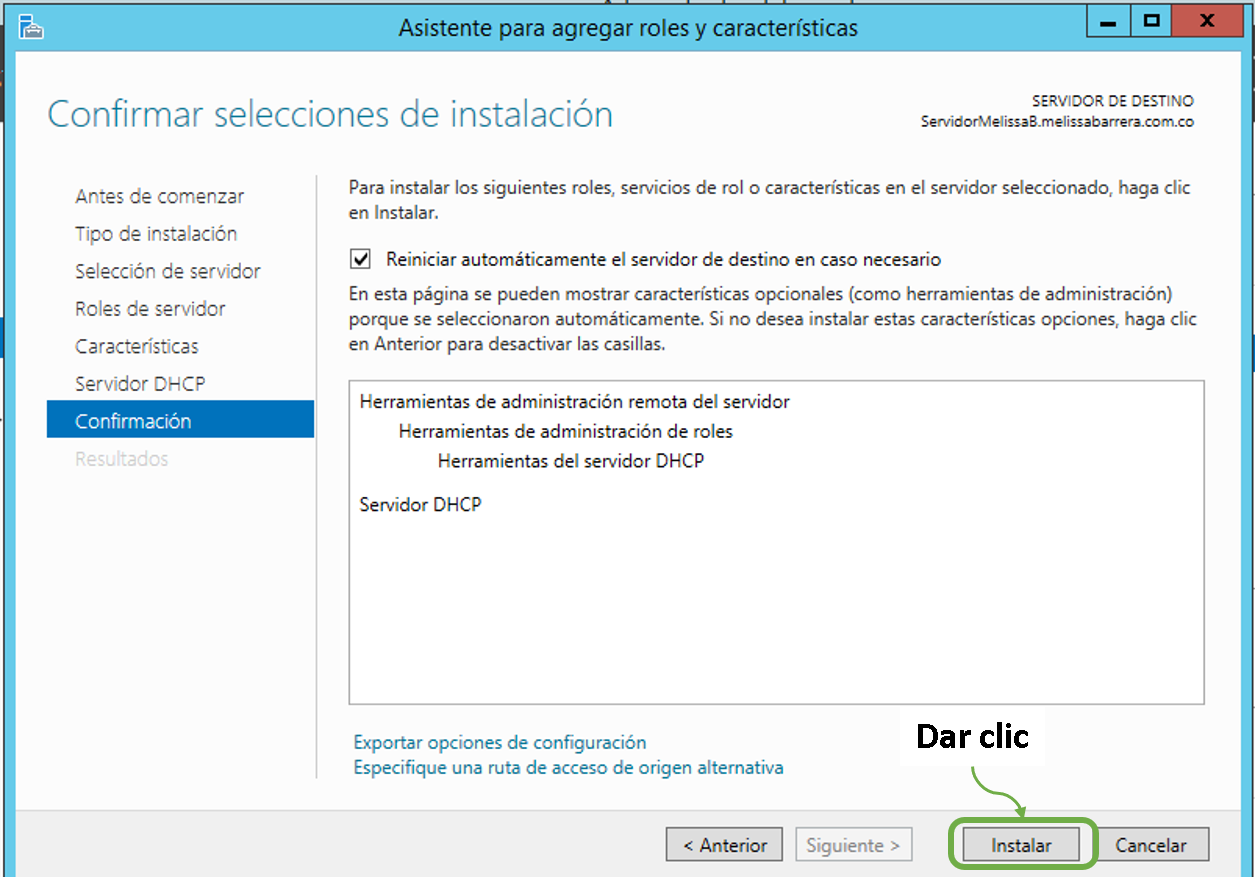 Asistente para agregar roles y características
Confirmar selecciones de instalación
SERVIDOR DE DESTINO
ServidorMelissaB.melissabarrera.com.co
Antes de comenzar
Tipo de instalación
Selección de servidor
Roles de servidor
Características
Servidor DHCP
Confirmación
Resultados
Para instalar los siguientes roles, servicios de rol o características en el servidor seleccionado, haga clic
en Instalar.
Reiniciar automáticamente el servidor de destino en caso necesario
En esta página se pueden mostrar características opcionales (como herramientas de administración)
porque se seleccionaron automáticamente. Si no desea instalar estas características opciones, haga clic
en Anterior para desactivar las casillas.
Herramientas de administración remota del servidor
Herramientas de administración de roles
Herramientas del servidor DHCP
Servidor DHCP
Exportar opciones de configuración
Especifique una ruta de acceso de origen alternativa
Dar clic
< Anterior
Siguiente >
Instalar
Cancelar